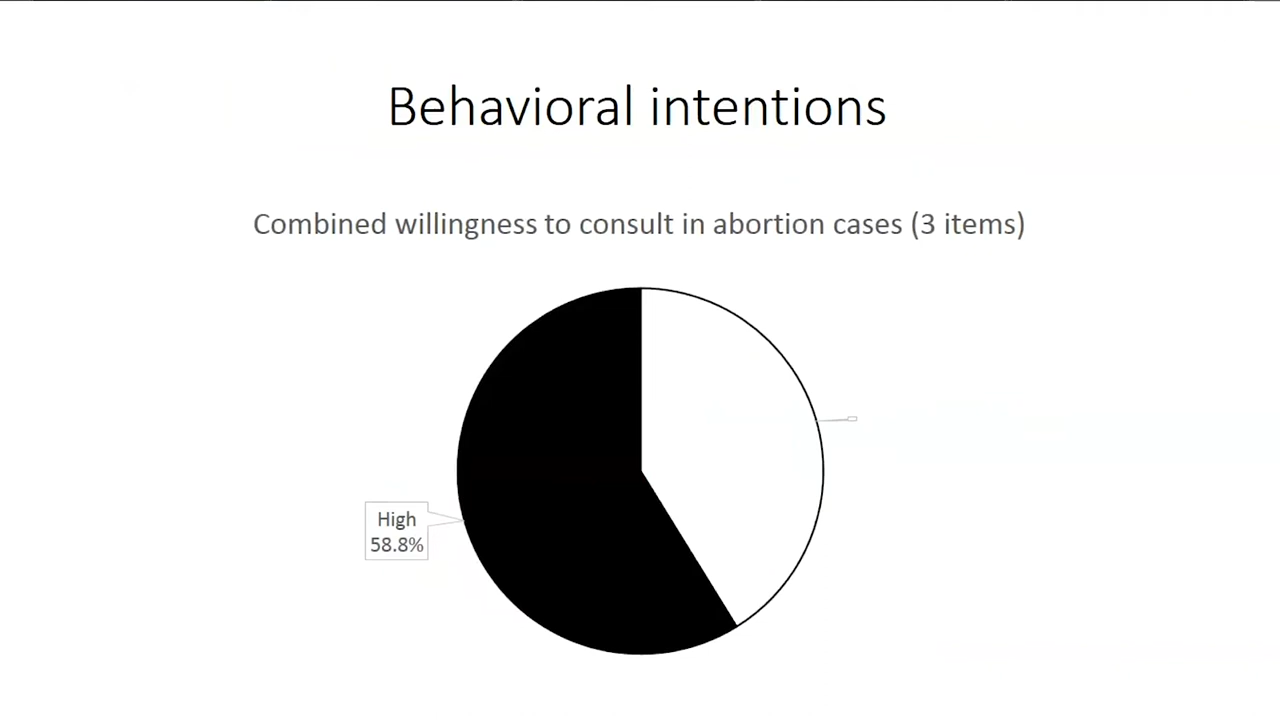 Behavioral intentions
Combined willingness to consult in abortion cases (3 items)
High
58.8%